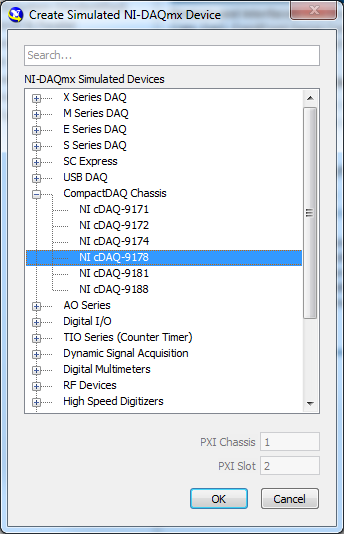 Create Simulated NI-DAQmx Device
Search...
NI-DAQmx Simulated Devices
X Series DAQ
M Series DAQ
E Series DAQ
S Series DAQ
SC Express
USB DAQ
CompactDAQ Chassis
NI cDAQ-9171
NI cDAQ-9172
NI cDAQ-9174
NI cDAQ-9178
NI cDAQ-9181
NI cDAQ-9188
AO Series
Digital I/O
TIO Series (Counter Timer)
Dynamic Signal Acquisition
Digital Multimeters
RF Devices
High Speed Digitizers
PXI Chassis 1
PXI Slot 2
OK Cancel